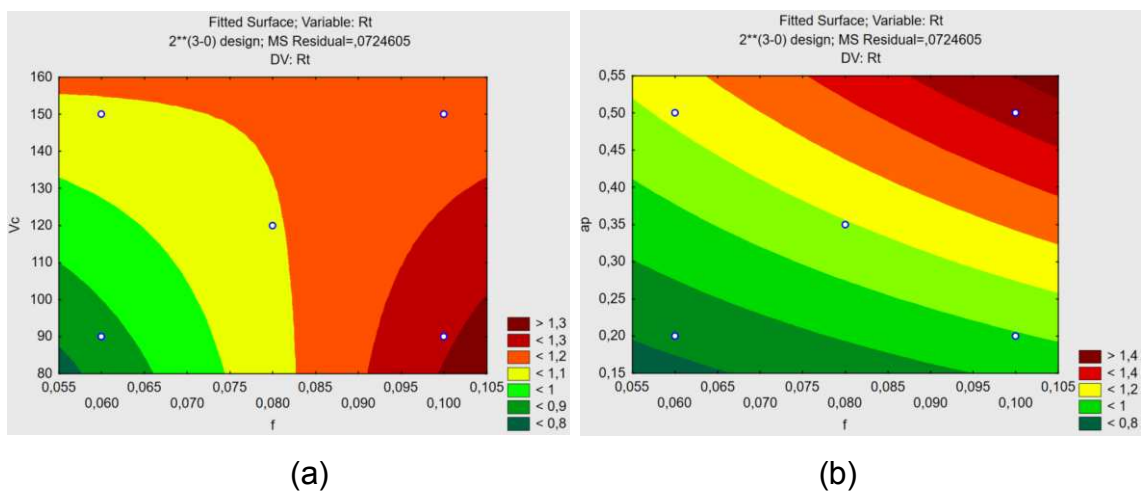 Fitted Surface; Variable: Rt
2**(3-0) design; MS Residual=,0724605
DV: Rt
160
150
140
130
120
110
100
90
80
Vc
0,055 0,065 0,075 0,085 0,095 0,105
0,060 0,070 0,080 0,090 0,100
f
> 1,3
< 1,3
< 1,2
< 1,1
< 1
< 0,9
< 0,8
(a)
Fitted Surface; Variable: Rt
2**(3-0) design; MS Residual=,0724605
DV: Rt
0,55
0,50
0,45
0,40
0,35
0,30
0,25
0,20
0,15
ap
0,055 0,065 0,075 0,085 0,095 0,105
0,060 0,070 0,080 0,090 0,100
f
> 1,4
< 1,4
< 1,2
< 1
< 0,8
(b)